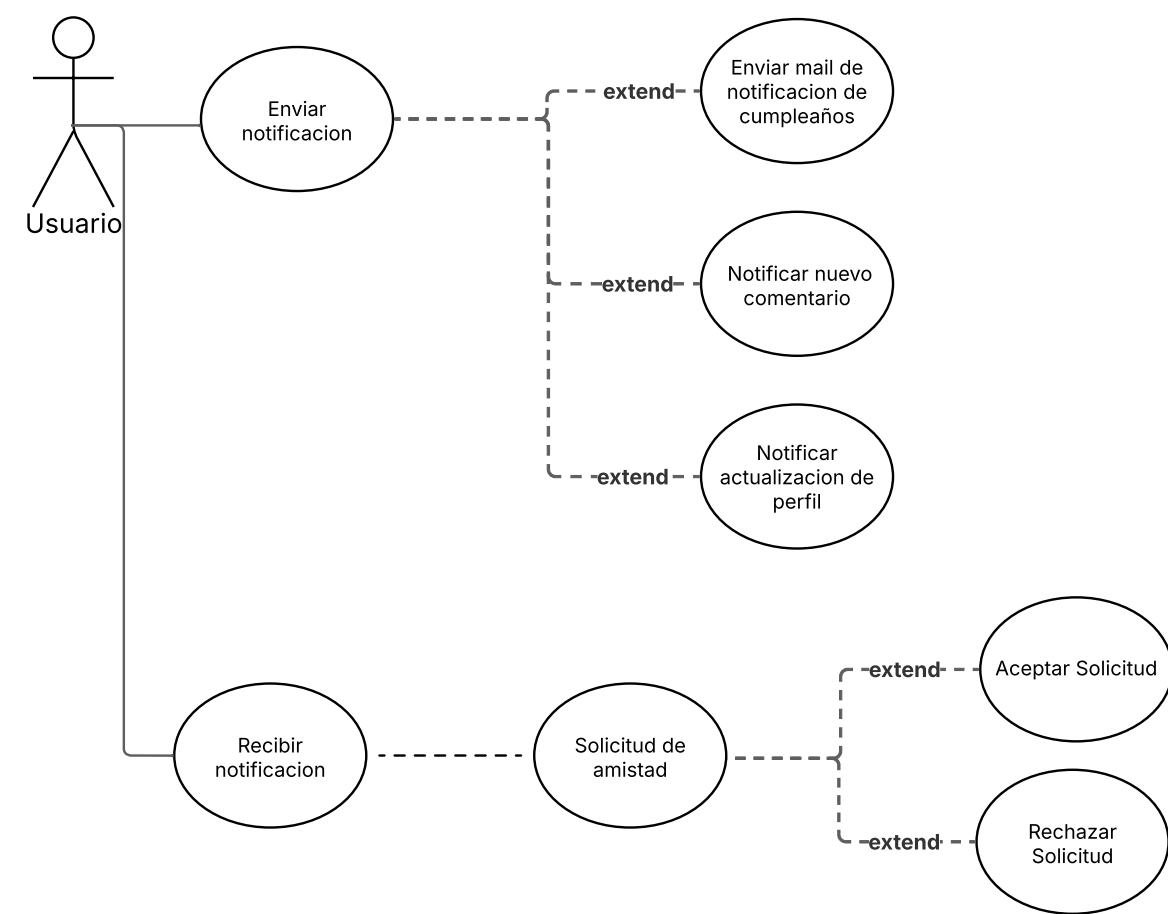 Usuario
Enviar
notificacion
extend
Enviar mail de
notificacion de
cumpleaños
extend
Notificar nuevo
comentario
extend
Notificar
actualizacion de
perfil
Recibir
notificacion
Solicitud de
amistad
extend
Aceptar Solicitud
extend
Rechazar
Solicitud